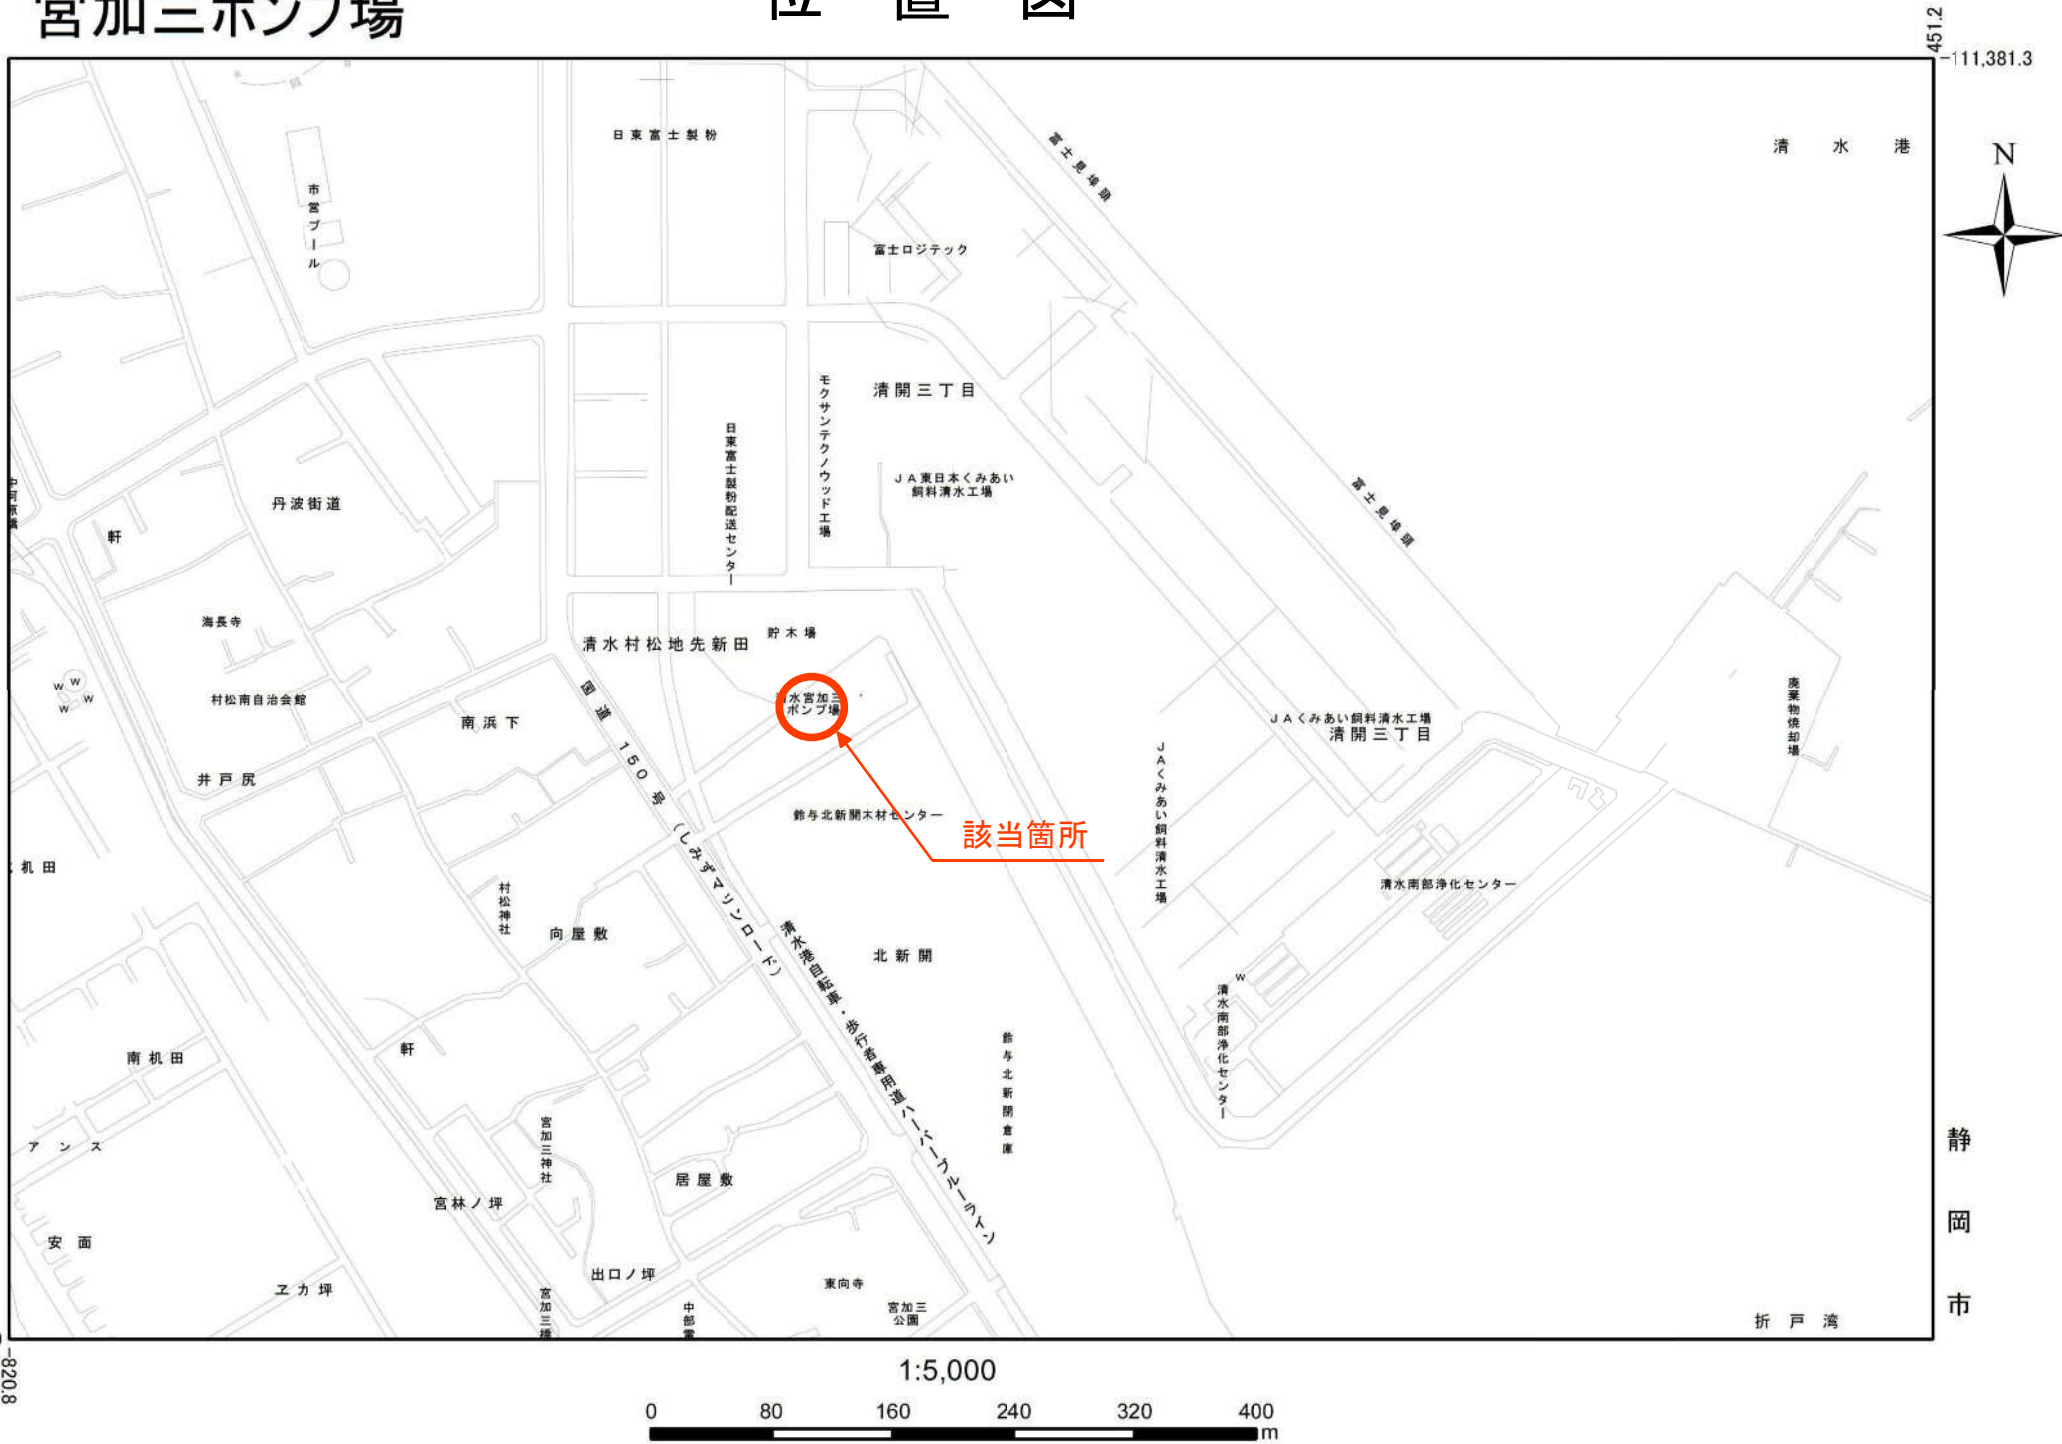 宮加三ポンプ場
位置図
451.2
-111,381.3
N
清水港
日東富士製粉
富士見埠頭
市営プール
富士ロジテック
清開三丁目
モクサンテクノウッド工場
日東富士製粉配送センター
JA東日本くみあい
飼料清水工場
富士見埠頭
丹波街道
軒
海長寺
清水村松地先新田
貯木場
W
W
W
W
村松南自治会館
南浜下
国道150号(しみずマリンロード)
水宮加三
ポンプ場
JAくみあい飼料清水工場
清開三丁目
廃棄物焼却場
井戸尻
JAくみあい飼料清水工場
鈴与北新開木材センター
該当箇所
机田
村松神社
向屋敷
清水南部浄化センター
清水港自転車・歩行者専用道ハーバーブルーライン
北新開
W
清水南部浄化センター
鈴与北新開倉庫
南机田
軒
アンス
宮加三神社
居屋敷
宮林ノ坪
安面
ヱカ坪
出口ノ坪
宮加三橋
中部電
東向寺
宮加三
公園
折戸湾
静岡市
-820.8
1:5,000
0 80 160 240 320 400
m